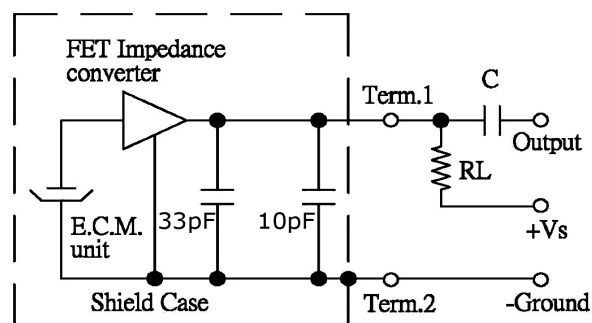 FET Impedance
converter
C
Term.1
Output
RL
33pF
10pF
+Vs
E.C.M.
unit
Shield Case
Term.2
-Ground